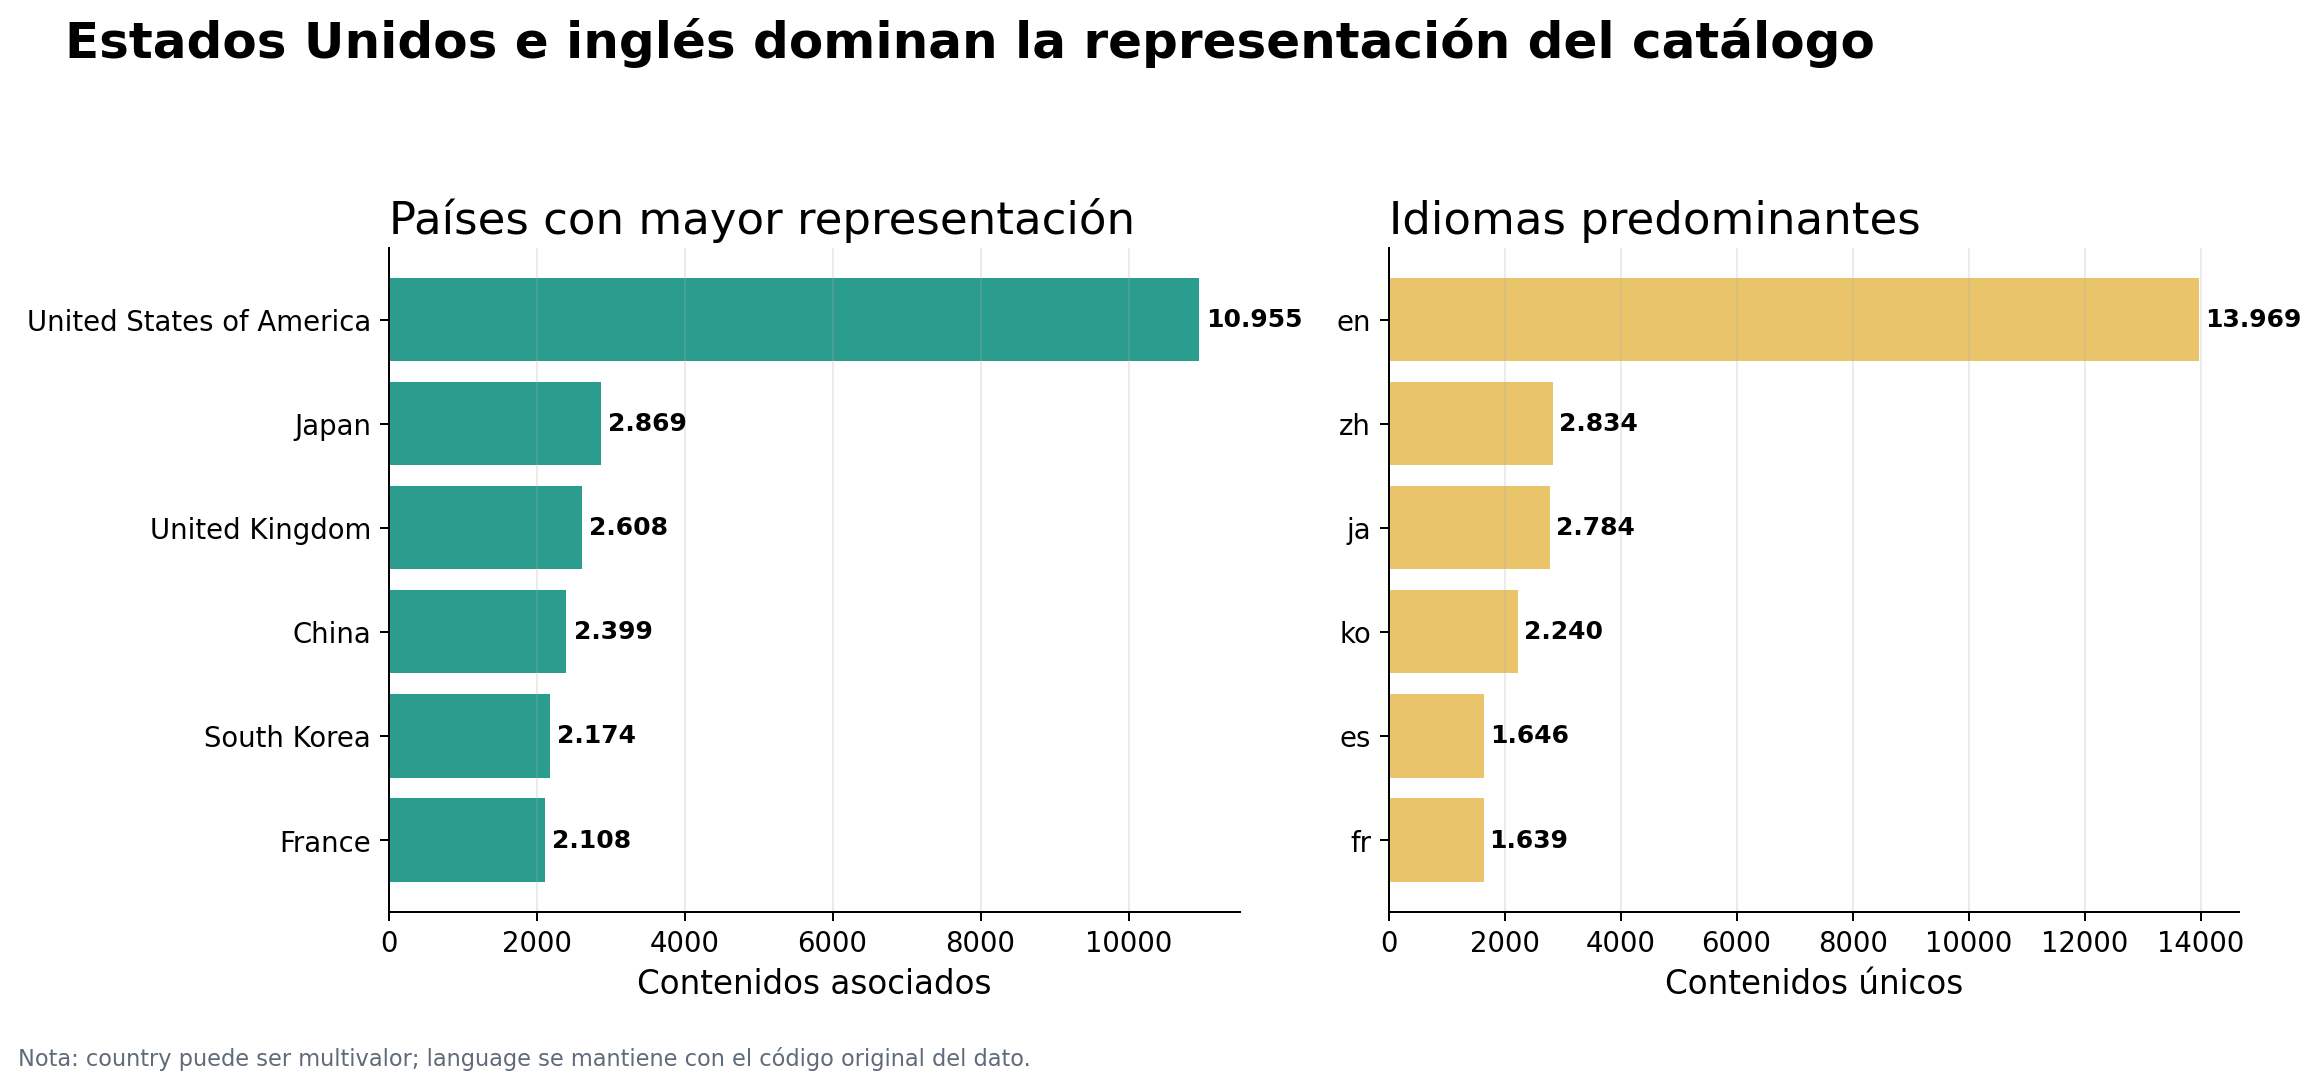 Estados Unidos e inglés dominan la representación del catálogo
Países con mayor representación
United States of America
10.955
Japan
2.869
United Kingdom
2.608
China
2.399
South Korea
2.174
France
2.108
0 2000 4000 6000 8000 10000
Contenidos asociados
Idiomas predominantes
en
13.969
zh
2.834
ja
2.784
ko
2.240
es
1.646
fr
1.639
0 2000 4000 6000 8000 10000 12000 14000
Contenidos únicos
Nota: country puede ser multivalor; language se mantiene con el código original del dato.